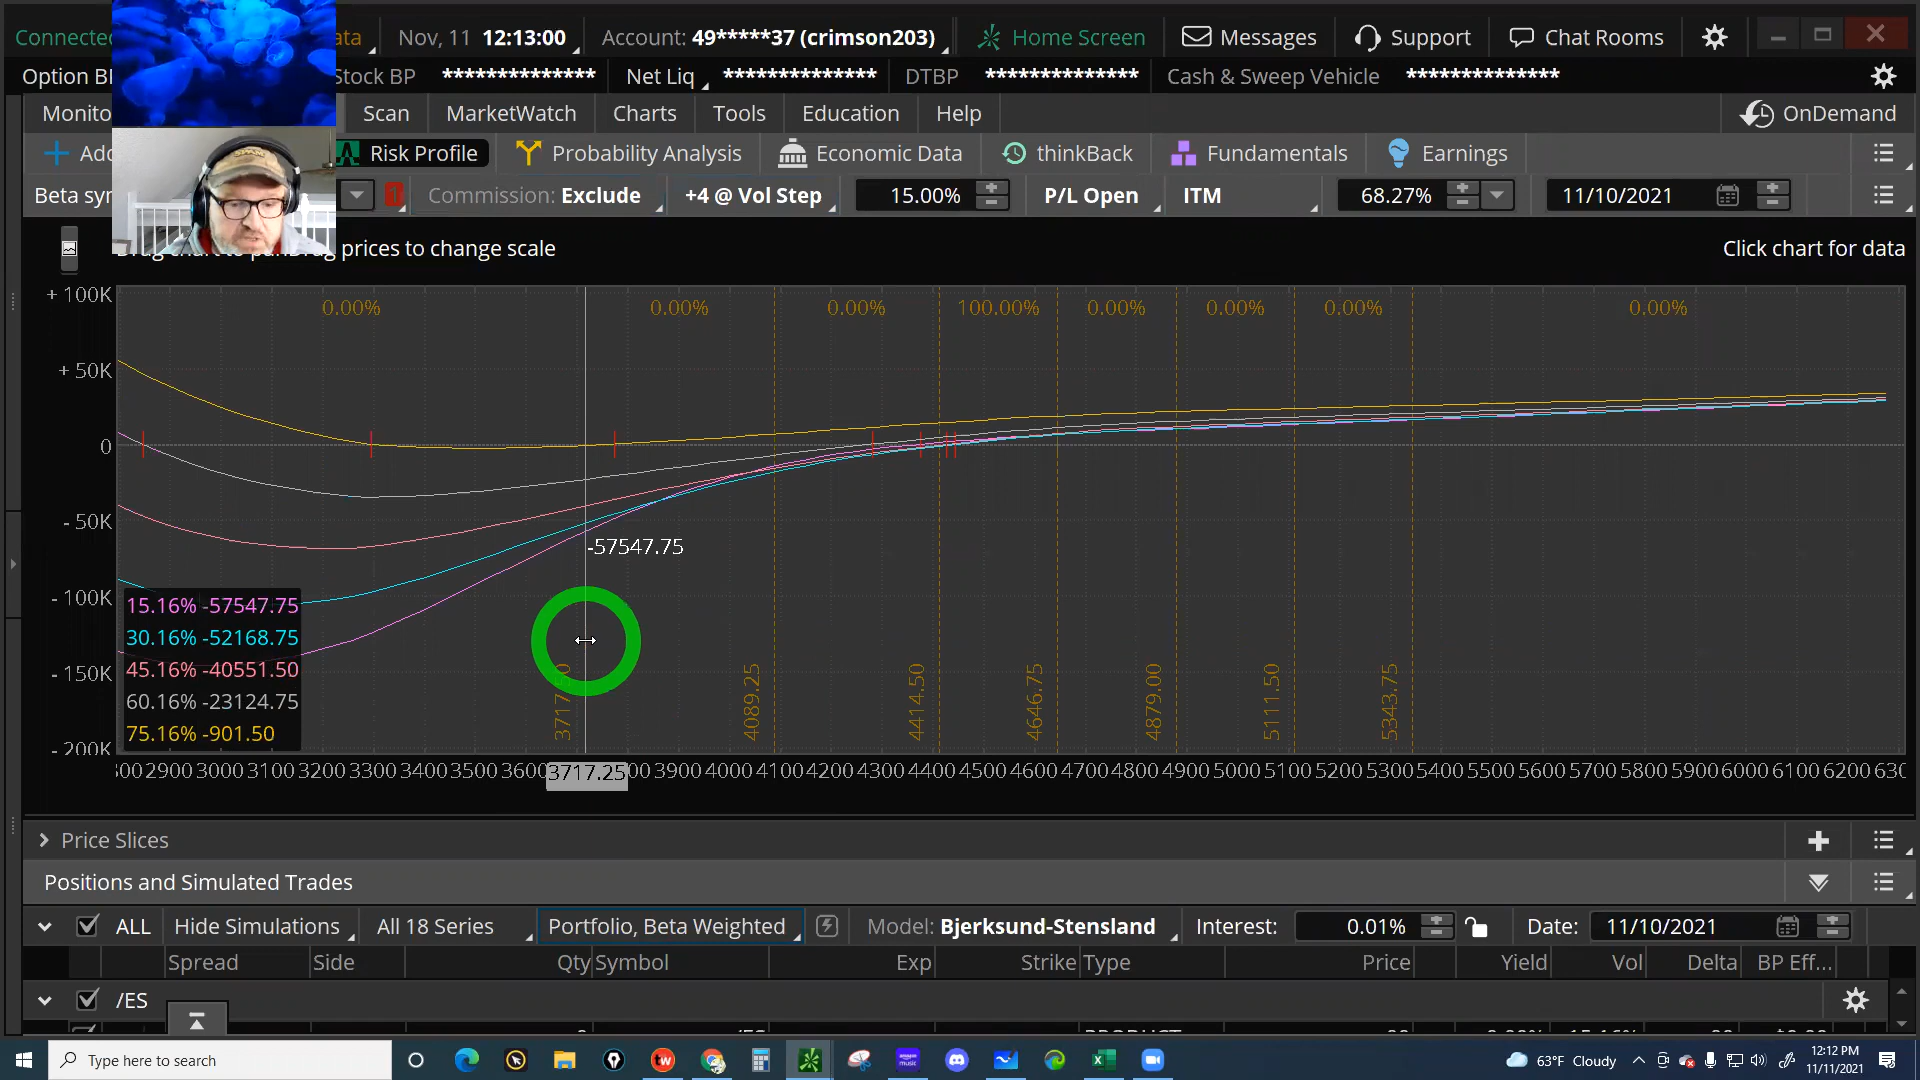 Connected
ata
Nov, 11 12:13:00
Account: 49*****37 (crimson203)
Home Screen
Messages
Support
Chat Rooms
Option B
Stock BP **************
Net Liq **************
DTBP **************
Cash & Sweep Vehicle **************
Monito
Scan
MarketWatch
Charts
Tools
Education
Help
OnDemand
Add
Risk Profile
Probability Analysis
Economic Data
thinkBack
Fundamentals
Earnings
Beta sym
1
Commission: Exclude
+4 @ Vol Step
15.00%
P/L Open
ITM
68.27%
11/10/2021
prices to change scale
Click chart for data
+ 100K
+ 50K
0
- 50K
- 100K
- 150K
- 200K
0.00%
0.00%
0.00%
100.00%
0.00%
0.00%
0.00%
0.00%
-57547.75
15.16% -57547.75
30.16% -52168.75
45.16% -40551.50
60.16% -23124.75
75.16% -901.50
4089.25
4414.50
4646.75
4879.00
5111.50
5343.75
2900 3000 3100 3200 3300 3400 3500 3717.25 3900 4000 4100 4200 4300 4400 4500 4600 4700 4800 4900 5000 5100 5200 5300 5400 5500 5600 5700 5800 5900 6000 6100 6200
Price Slices
Positions and Simulated Trades
ALL
Hide Simulations
All 18 Series
Portfolio, Beta Weighted
Model: Bjerksund-Stensland
Interest: 0.01%
Date: 11/10/2021
Spread Side Qty Symbol Exp Strike Type Price Yield Vol Delta BP Eff...
/ES
Type here to search
63°F Cloudy
12:12 PM
11/11/2021